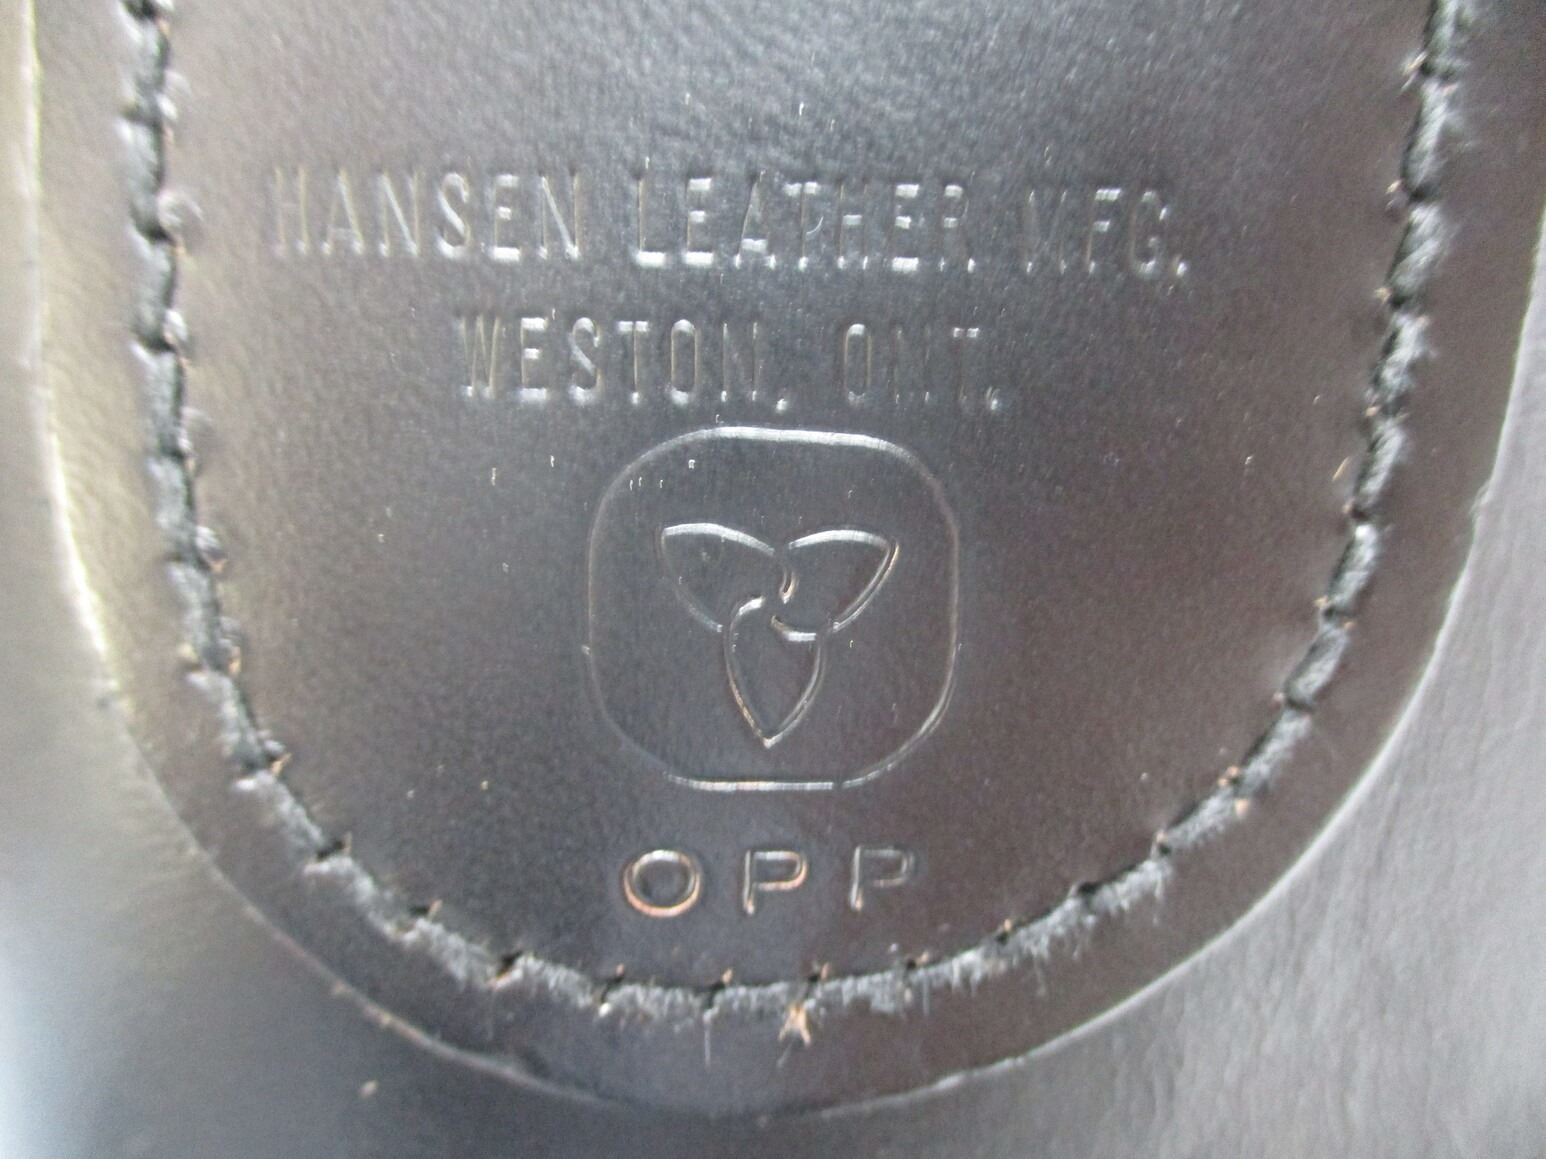 HANSEN LEATHER MFG.
WESTON, ONT.
OPP